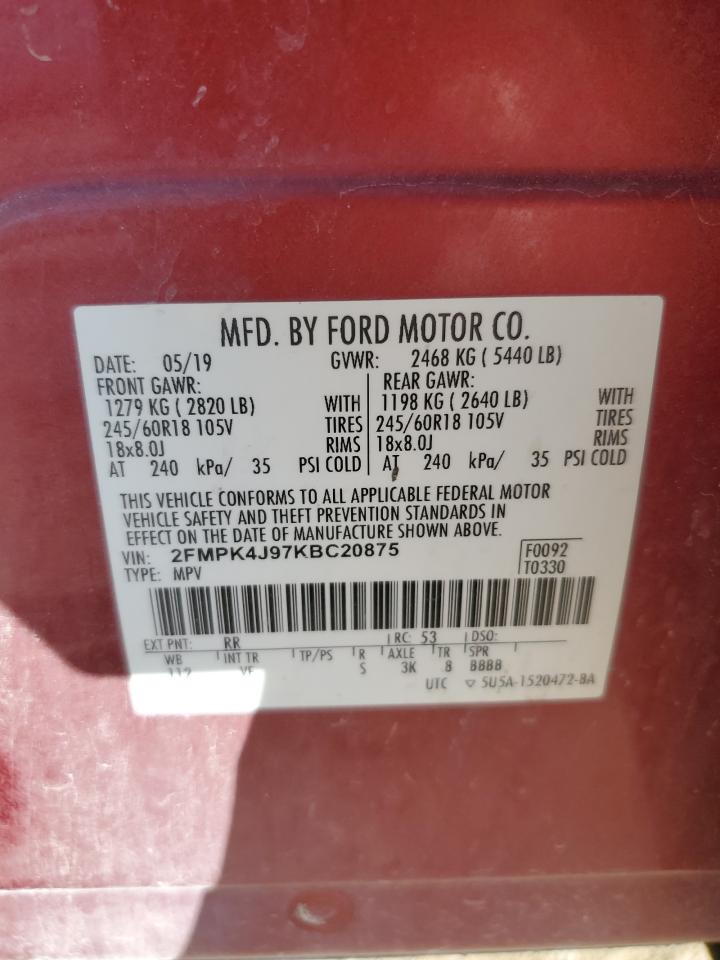 MFD. BY FORD MOTOR CO.
DATE: 05/19 GVWR: 2468 KG ( 5440 LB)
FRONT GAWR: REAR GAWR:
1279 KG ( 2820 LB) WITH 1198 KG ( 2640 LB) WITH
245/60R18 105V TIRES 245/60R18 105V TIRES
18x8.0J RIMS 18x8.0J RIMS
AT 240 kPa/ 35 PSI COLD AT 240 kPa/ 35 PSI COLD
THIS VEHICLE CONFORMS TO ALL APPLICABLE FEDERAL MOTOR
VEHICLE SAFETY AND THEFT PREVENTION STANDARDS IN
EFFECT ON THE DATE OF MANUFACTURE SHOWN ABOVE.
VIN: 2FMPK4J97KBC20875 F0092
TYPE: MPV T0330
EXT PNT: RR RC: 53 DSO:
WB INT TR TP/PS R AXLE TR SPR
112 S 3K 8 BBBB
UTC ▽ 5U5A-1520472-BA